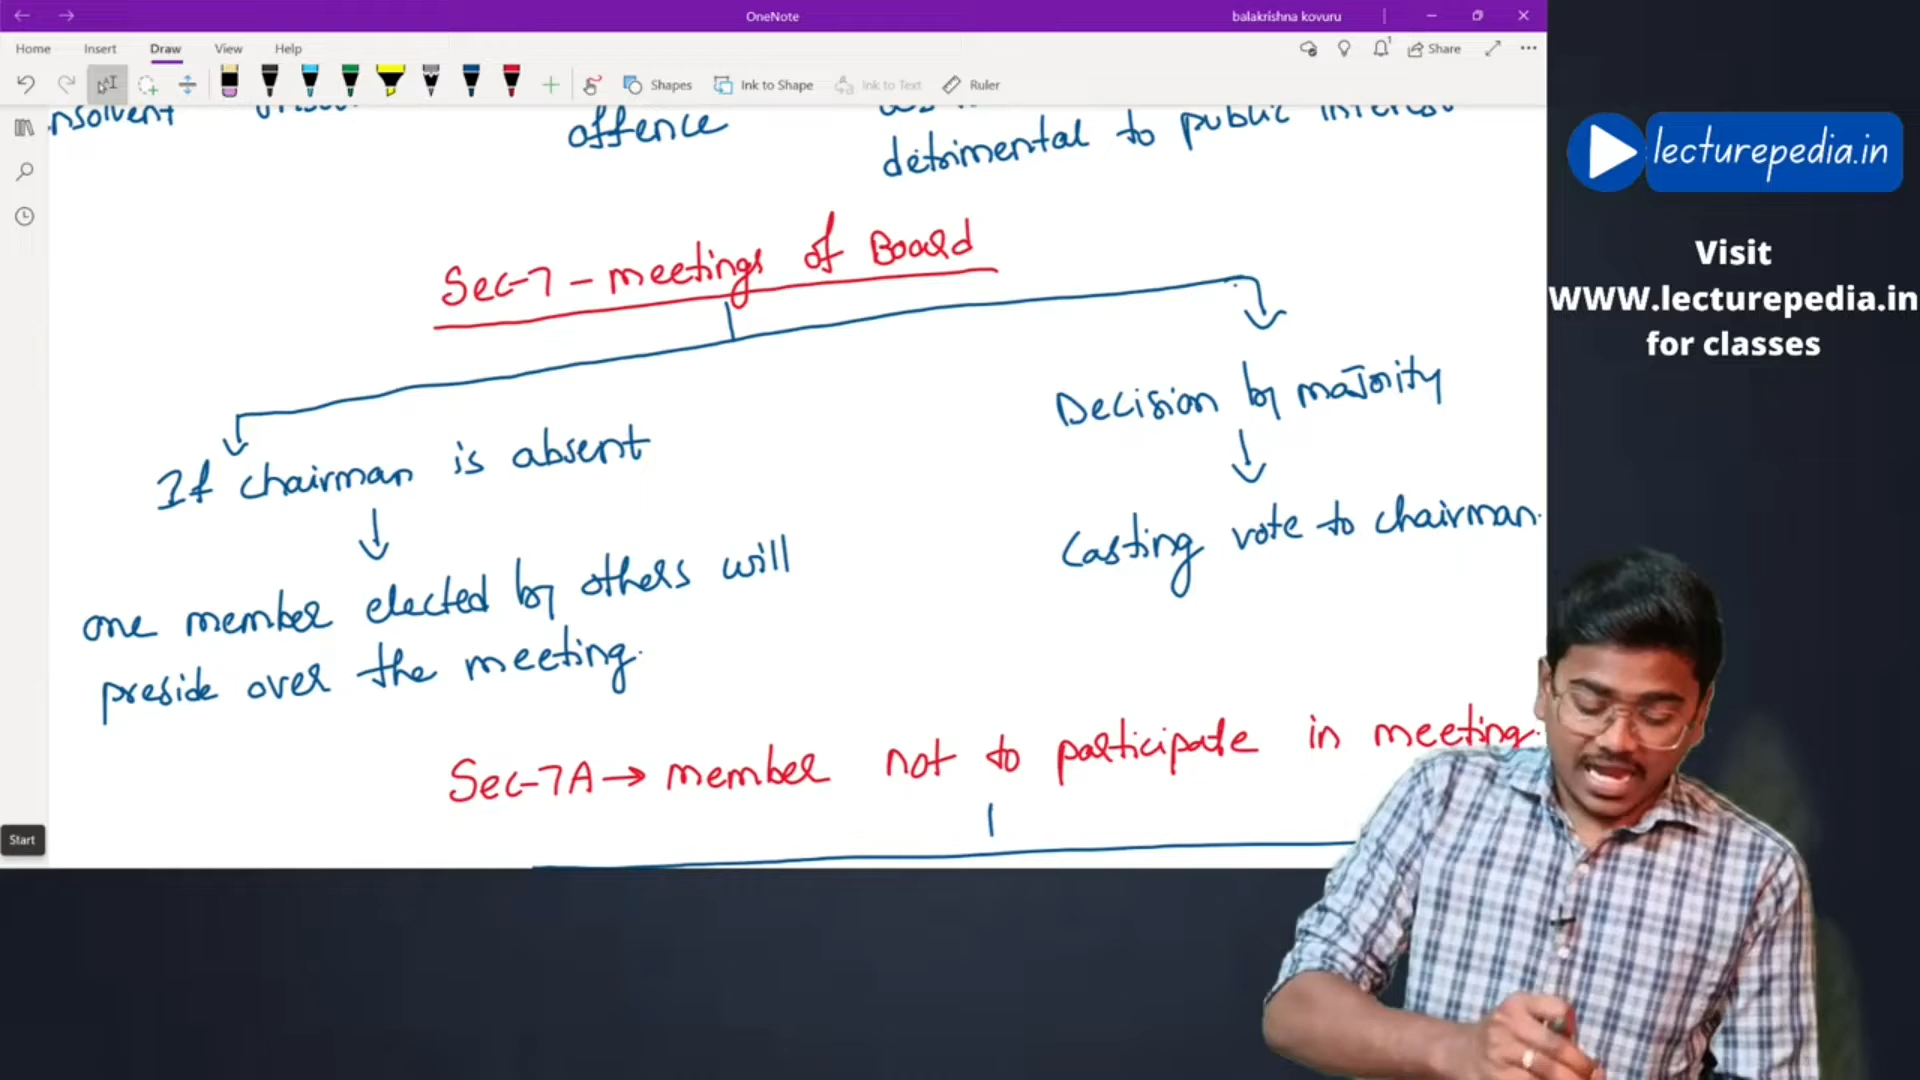 OneNote
balakrishna kovuru
Home Insert Draw View Help
1
Share
Shapes Ink to Shape Ink to Text Ruler
offence
detrimental to public interest
lecturepedia.in
Visit
WWW.lecturepedia.in
for classes
Sec-7 - meetings of Board
If chairman is absent
Decision by majority
one member elected by others will
preside over the meeting.
Casting vote to chairman.
Sec-7A → member not to participate in meeting.
Start